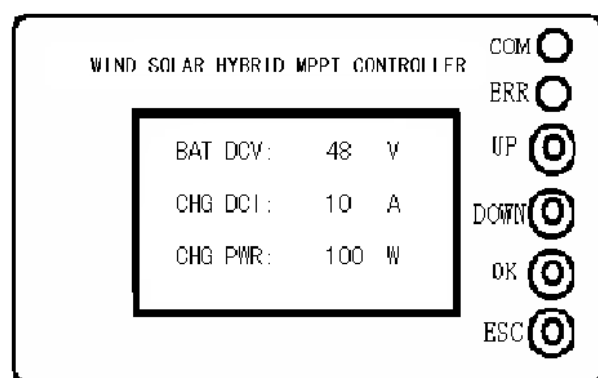 WIND SOLAR HYBRID MPPT CONTROLLER
COM
ERR
BAT DCV: 48 V
UP
CHG DCI: 10 A
DOWN
CHG PWR: 100 W
OK
ESC